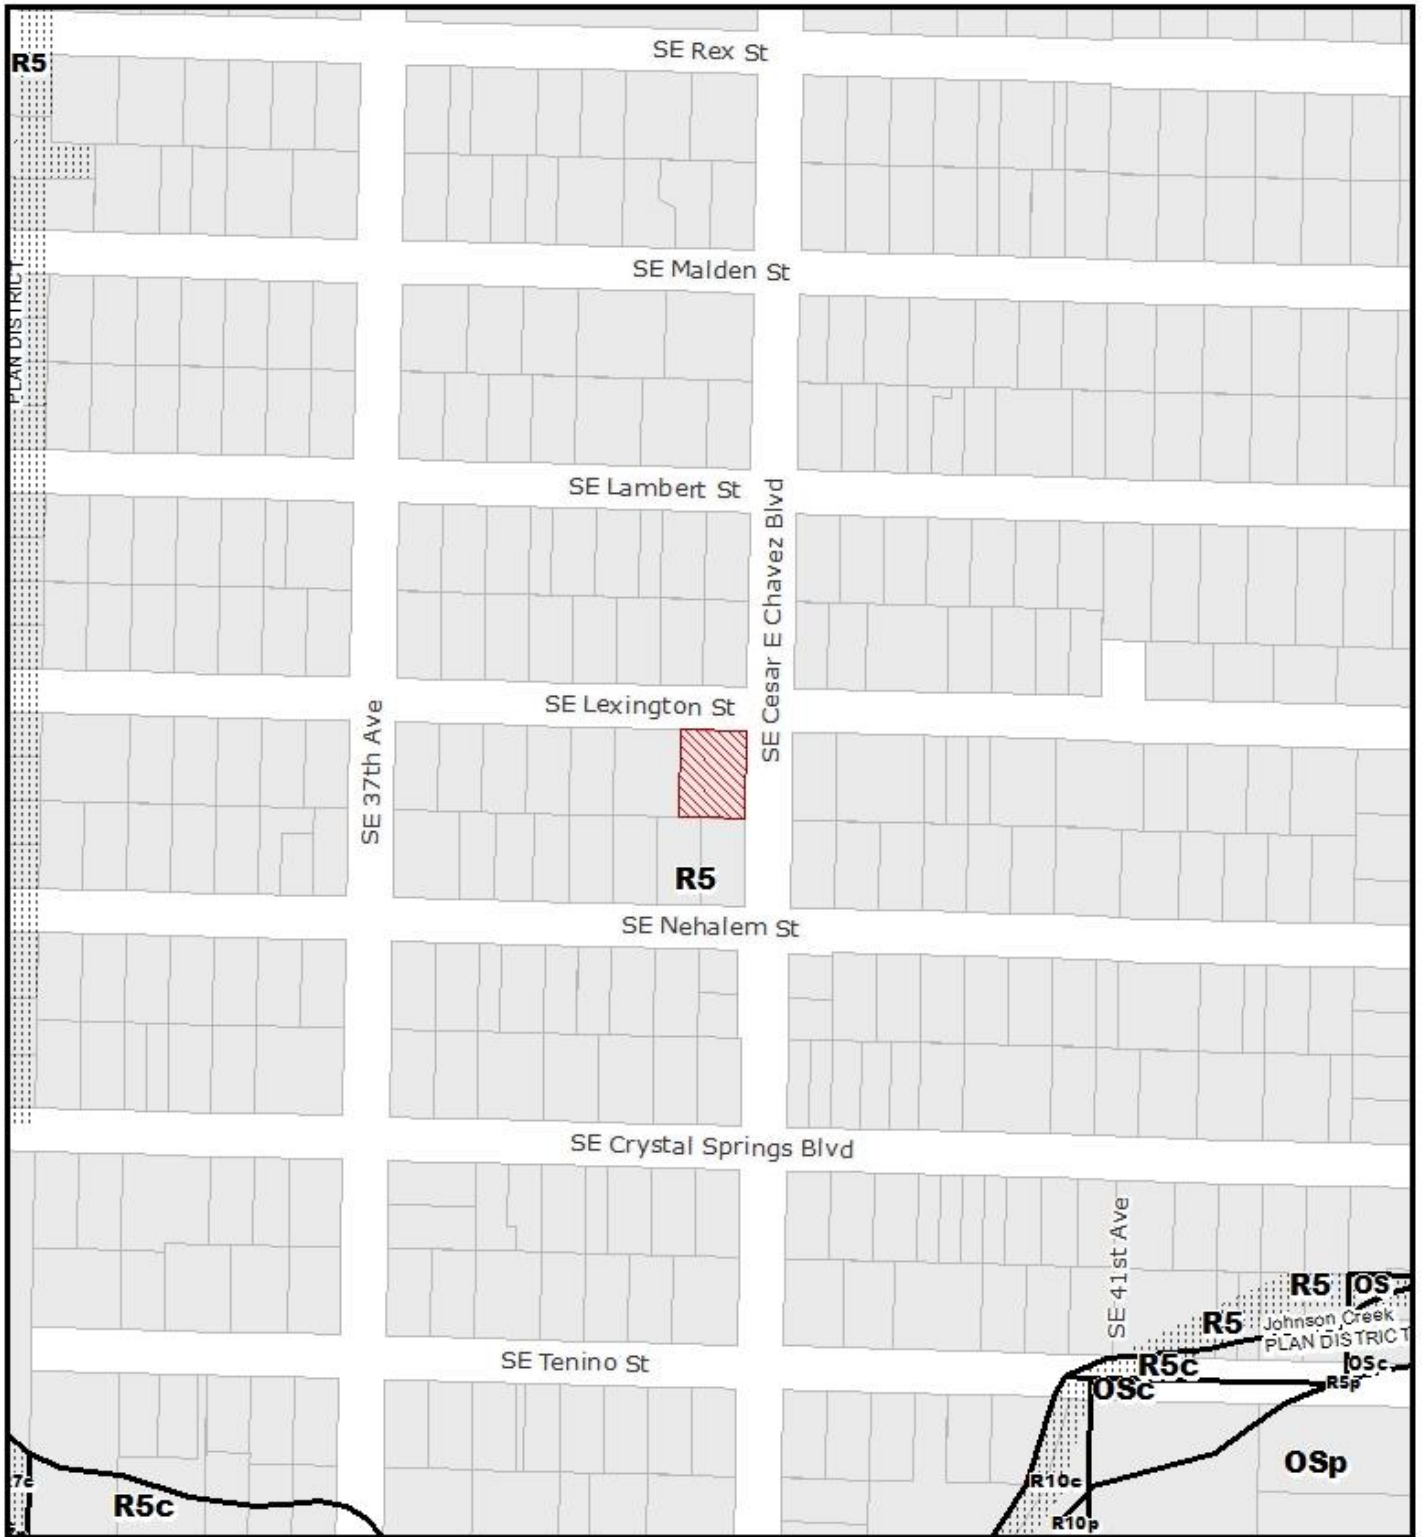 SE Rex St
R5
SE Malden St
PLAN DISTRICT
SE Lambert St
SE Cesar E Chavez Blvd
SE Lexington St
SE 37th Ave
R5
SE Nehalem St
SE Crystal Springs Blvd
SE 41st Ave
R5
OS
R5
Johnson Creek
PLAN DISTRICT
SE Tenino St
R5c
OSc
OSc
R5p
OSp
R10c
7c
R5c
R10p